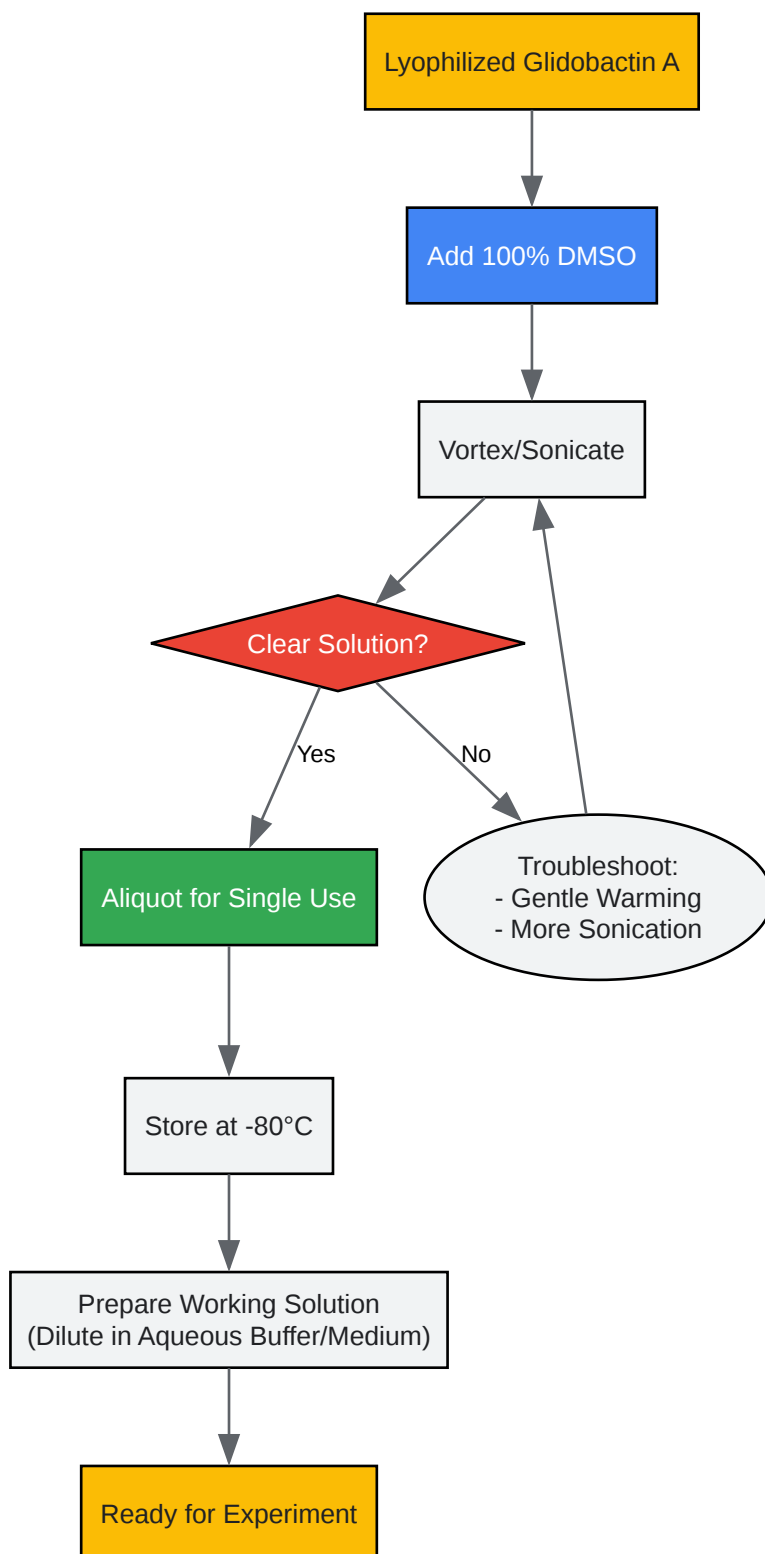 Lyophilized Glidobactin A
Add 100% DMSO
Vortex/Sonicate
Clear Solution?
Yes
No
Troubleshoot:
- Gentle Warming
- More Sonication
Aliquot for Single Use
Store at -80°C
Prepare Working Solution
(Dilute in Aqueous Buffer/Medium)
Ready for Experiment